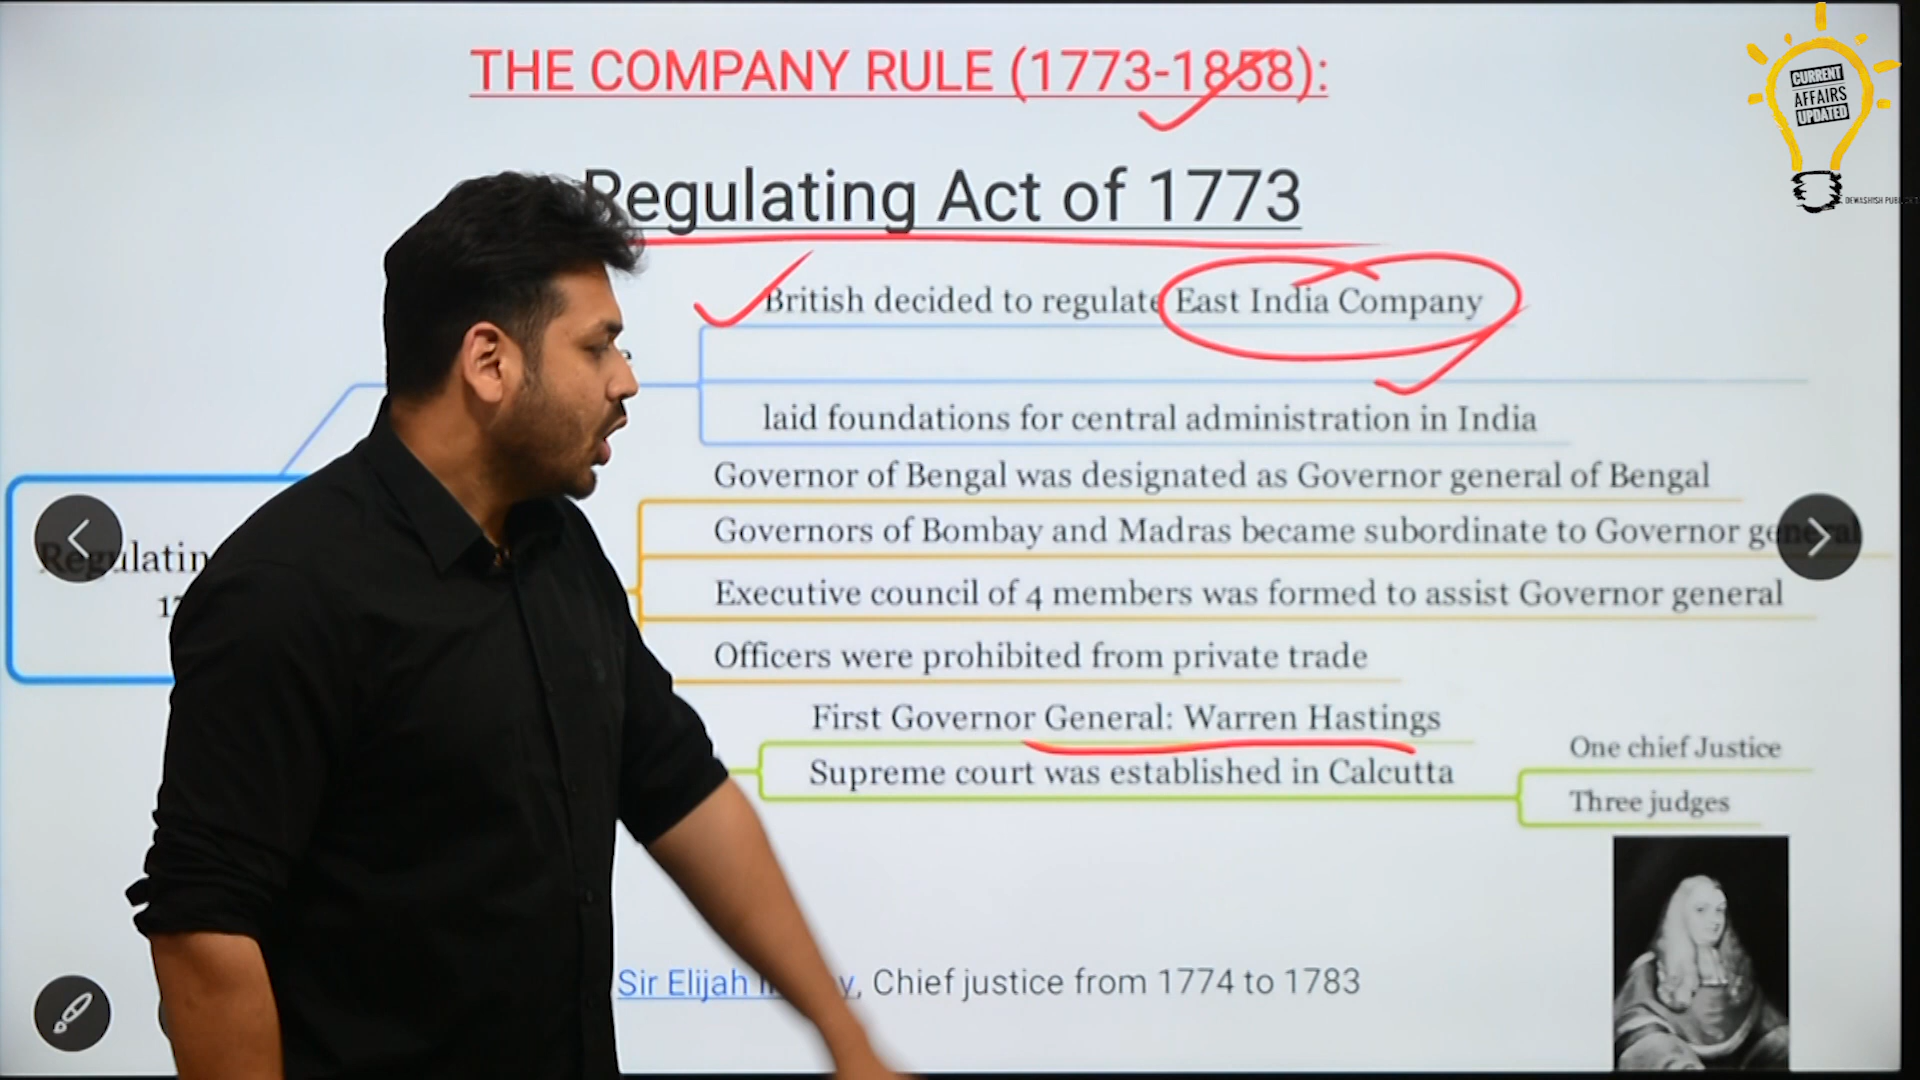 THE COMPANY RULE (1773-1858):
CURRENT
AFFAIRS
UPDATED
Regulating Act of 1773
British decided to regulate East India Company
laid foundations for central administration in India
Governor of Bengal was designated as Governor general of Bengal
Governors of Bombay and Madras became subordinate to Governor general
Executive council of 4 members was formed to assist Governor general
Officers were prohibited from private trade
First Governor General: Warren Hastings
Supreme court was established in Calcutta
One chief Justice
Three judges
Sir Elijah
, Chief justice from 1774 to 1783